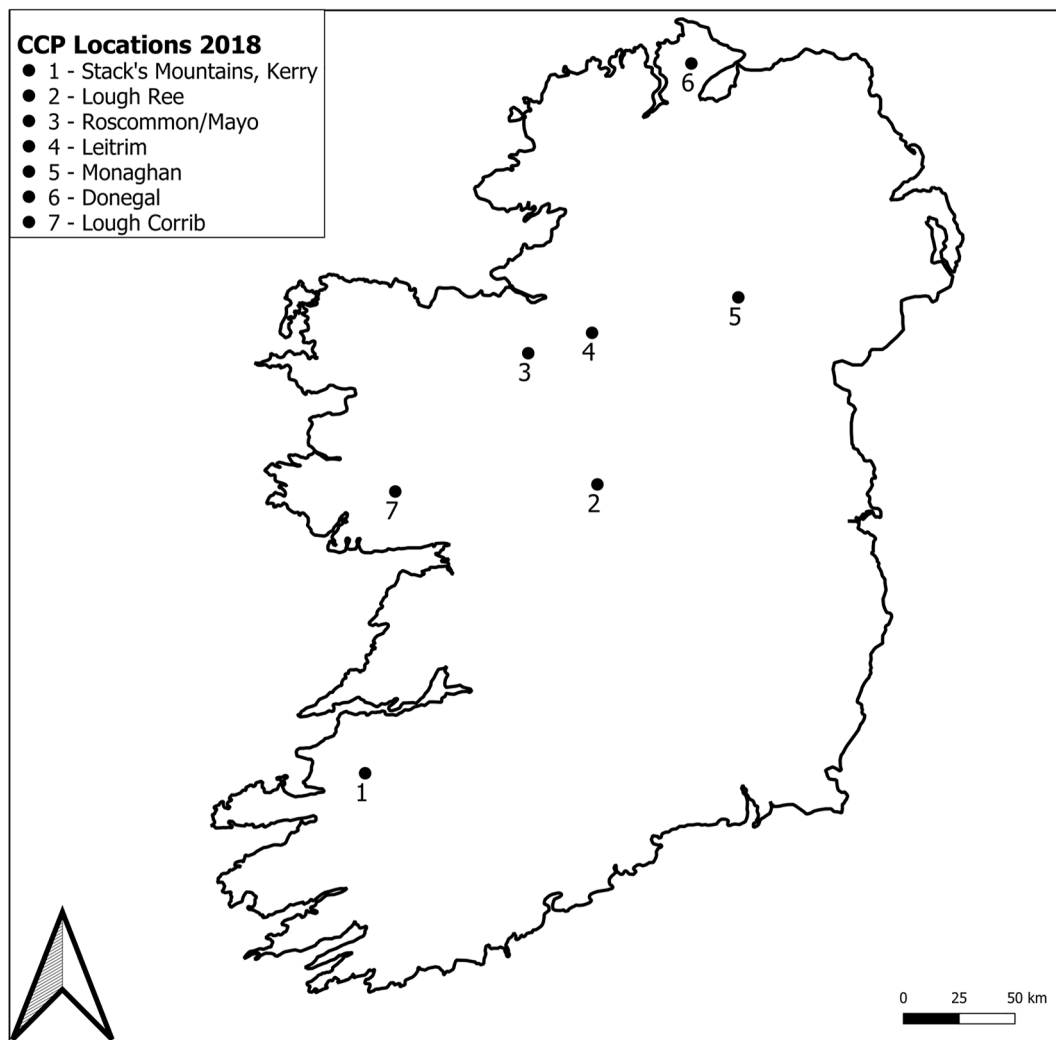 CCP Locations 2018
1 - Stack's Mountains, Kerry
2 - Lough Ree
3 - Roscommon/Mayo
4 - Leitrim
5 - Monaghan
6 - Donegal
7 - Lough Corrib
6
5
4
3
2
7
1
0 25 50 km